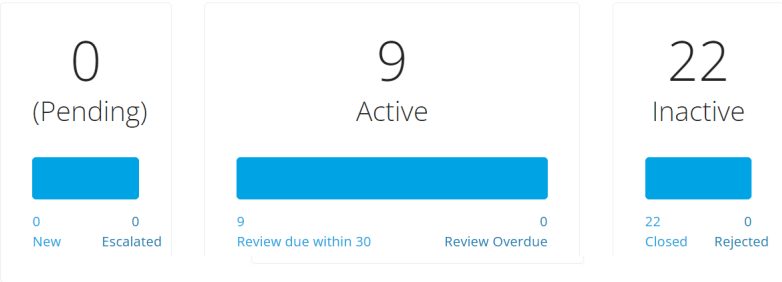 0
(Pending)
0 0
New Escalated
9
Active
9 0
Review due within 30 Review Overdue
22
Inactive
22 0
Closed Rejected